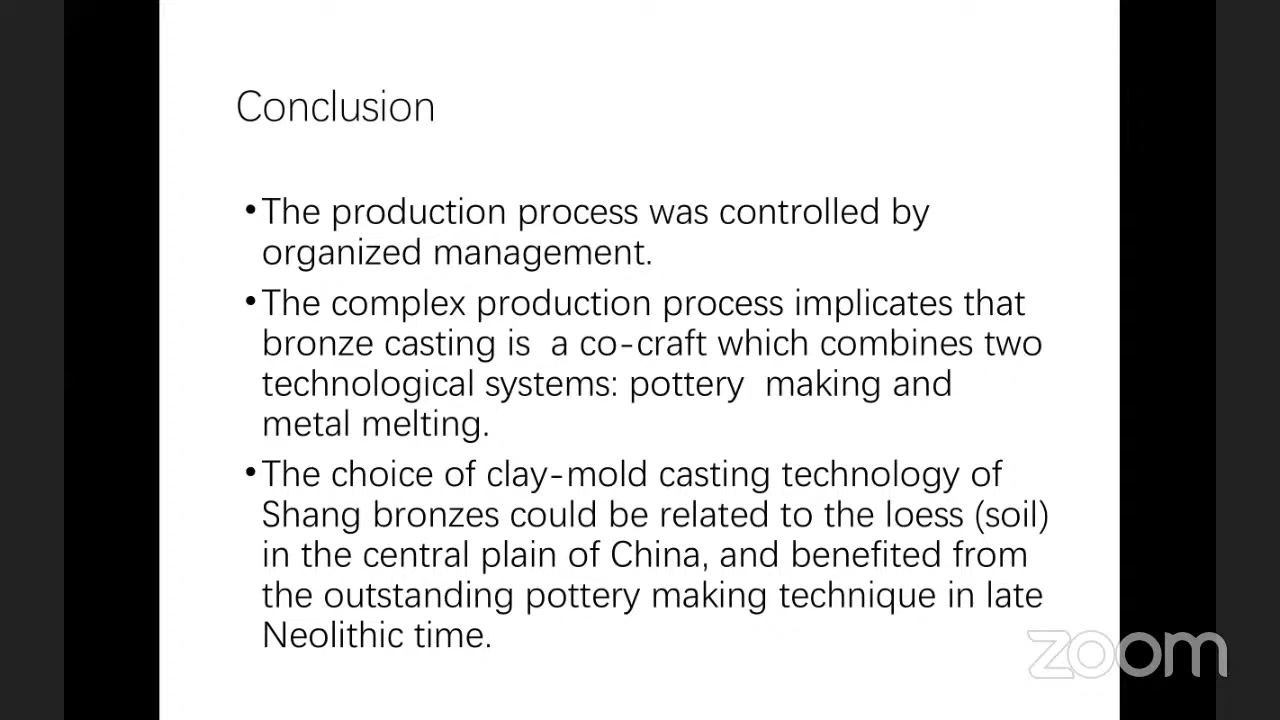 Conclusion
•The production process was controlled by
organized management.
•The complex production process implicates that
bronze casting is  a co-craft which combines two
technological systems: pottery  making and
metal melting.
•The choice of clay-mold casting technology of
Shang bronzes could be related to the loess (soil)
in the central plain of China, and benefited from
the outstanding pottery making technique in late
Neolithic time.
zoom